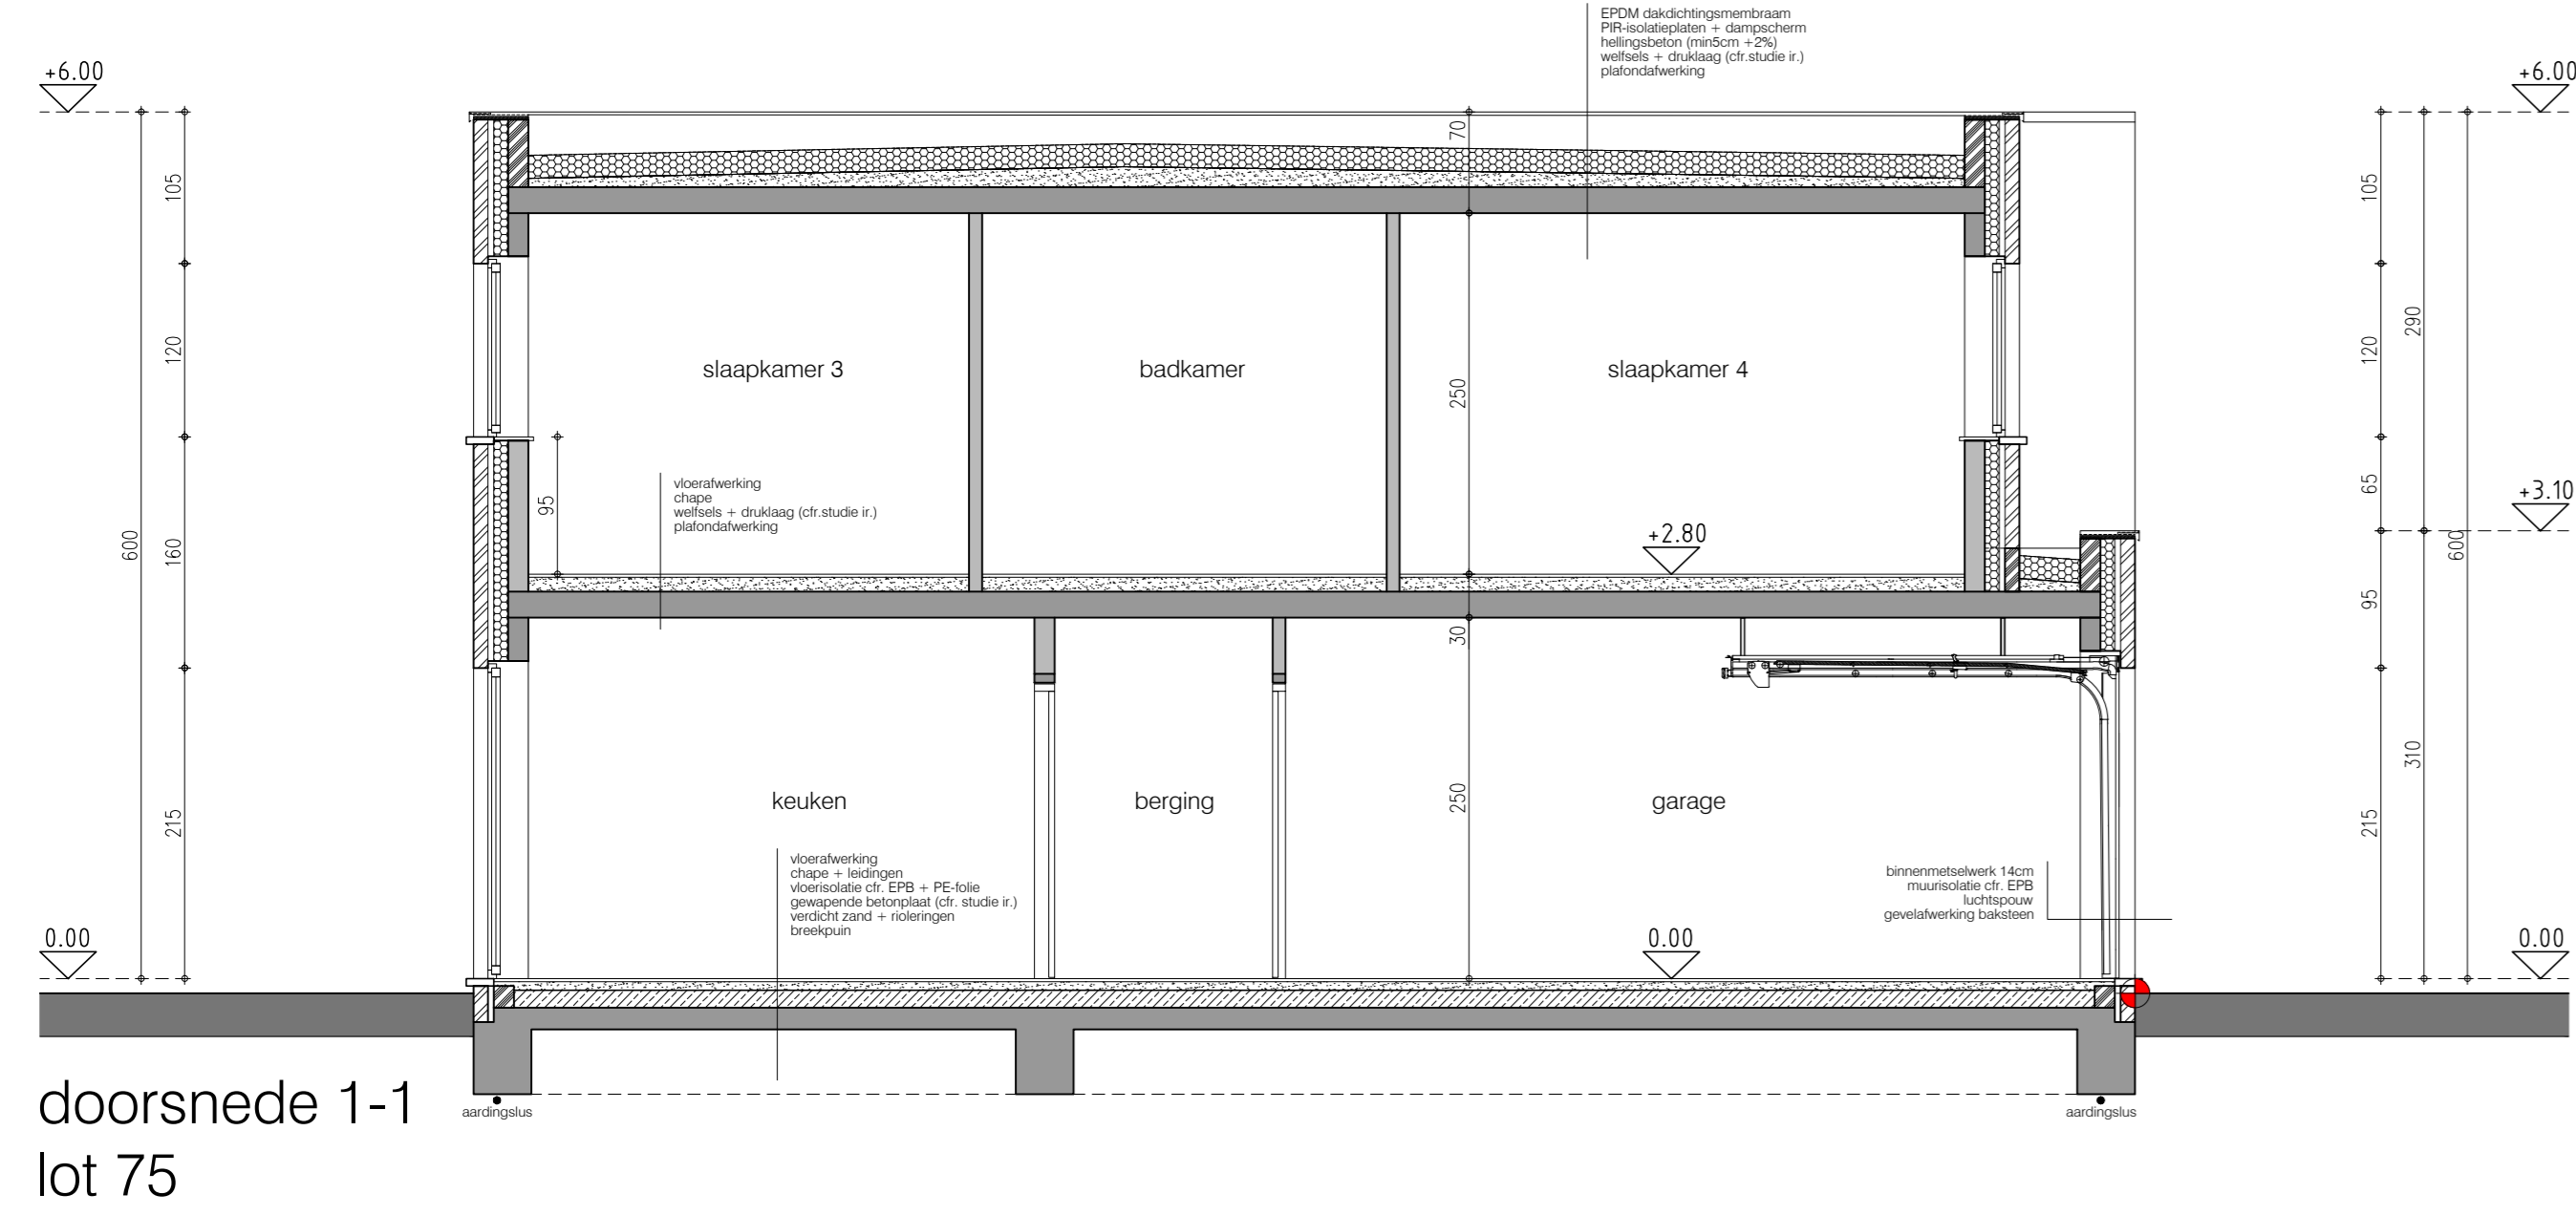 EPDM dakdichtingsmembraam
PIR-isolatieplaten + dampscherm
hellingsbeton (min5cm +2%)
welfsels + druklaag (cfr.studie ir.)
plafondafwerking
+6.00
+6.00
70
105
105
290
120
120
slaapkamer 3
badkamer
slaapkamer 4
250
95
vloerafwerking
chape
welfsels + druklaag (cfr.studie ir.)
plafondafwerking
65
+3.10
+2.80
600
160
600
95
30
215
keuken
berging
garage
250
310
215
vloerafwerking
chape + leidingen
vloerisolatie cfr. EPB + PE-folie
gewapende betonplaat (cfr. studie ir.)
verdicht zand + rioleringen
breekpuin
binnenmetselwerk 14cm
muurisolatie cfr. EPB
luchtspouw
gevelafwerking baksteen
0.00
0.00
0.00
aardingslus
aardingslus
doorsnede 1-1
lot 75